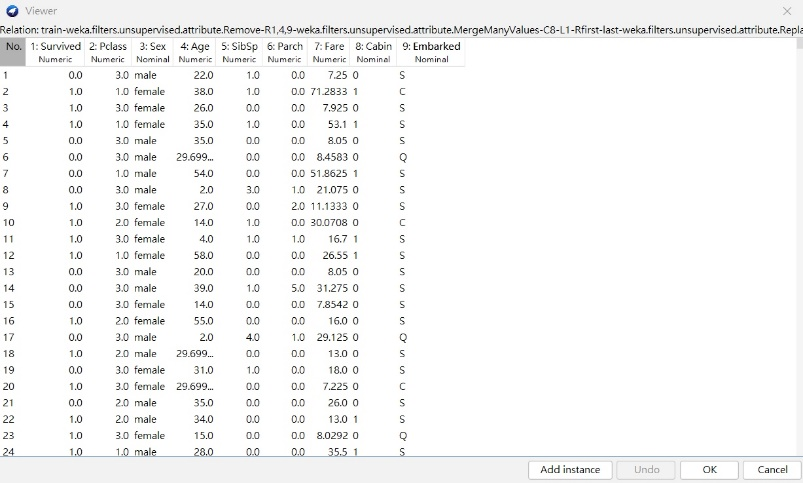 Viewer
Relation: train-weka.filters.unsupervised.attribute.Remove-R1,4,9-weka.filters.unsupervised.attribute.MergeManyValues-C8-L1-Rfirst-last-weka.filters.unsupervised.attribute.Repla
No. 1: Survived 2: Pclass 3: Sex 4: Age 5: SibSp 6: Parch 7: Fare 8: Cabin 9: Embarked
Numeric Numeric Nominal Numeric Numeric Numeric Numeric Nominal Nominal
1 0.0 3.0 male 22.0 1.0 0.0 7.25 0 S
2 1.0 1.0 female 38.0 1.0 0.0 71.2833 1 C
3 1.0 3.0 female 26.0 0.0 0.0 7.925 0 S
4 1.0 1.0 female 35.0 1.0 0.0 53.1 1 S
5 0.0 3.0 male 35.0 0.0 0.0 8.05 0 S
6 0.0 3.0 male 29.699... 0.0 0.0 8.4583 0 Q
7 0.0 1.0 male 54.0 0.0 0.0 51.8625 1 S
8 0.0 3.0 male 2.0 3.0 1.0 21.075 0 S
9 1.0 3.0 female 27.0 0.0 2.0 11.1333 0 S
10 1.0 2.0 female 14.0 1.0 0.0 30.0708 0 C
11 1.0 3.0 female 4.0 1.0 1.0 16.7 1 S
12 1.0 1.0 female 58.0 0.0 0.0 26.55 1 S
13 0.0 3.0 male 20.0 0.0 0.0 8.05 0 S
14 0.0 3.0 male 39.0 1.0 5.0 31.275 0 S
15 0.0 3.0 female 14.0 0.0 0.0 7.8542 0 S
16 1.0 2.0 female 55.0 0.0 0.0 16.0 0 S
17 0.0 3.0 male 2.0 4.0 1.0 29.125 0 Q
18 1.0 2.0 male 29.699... 0.0 0.0 13.0 0 S
19 0.0 3.0 female 31.0 1.0 0.0 18.0 0 S
20 1.0 3.0 female 29.699... 0.0 0.0 7.225 0 C
21 0.0 2.0 male 35.0 0.0 0.0 26.0 0 S
22 1.0 2.0 male 34.0 0.0 0.0 13.0 1 S
23 1.0 3.0 female 15.0 0.0 0.0 8.0292 0 Q
24 1.0 1.0 male 28.0 0.0 0.0 35.5 1 S
Add instance Undo OK Cancel